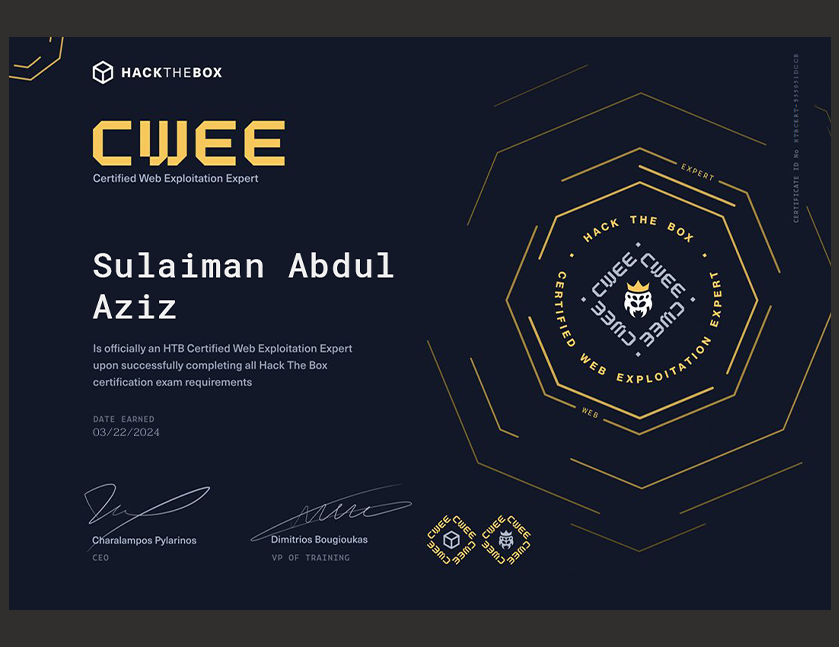 HACKTHEBOX
CWEE
Certified Web Exploitation Expert
Sulaiman Abdul
Aziz
Is officially an HTB Certified Web Exploitation Expert
upon successfully completing all Hack The Box
certification exam requirements
DATE EARNED
03/22/2024
Charalampos Pylarinos
CEO
Dimitrios Bougioukas
VP OF TRAINING
CWEE CWEE
CWEE CWEE
CWEE CWEE
CWEE CWEE
EXPERT
HACK THE BOX
CERTIFIED WEB EXPLOITATION EXPERT
CWEE CWEE
CWEE CWEE
WEB
CERTIFICATE ID No